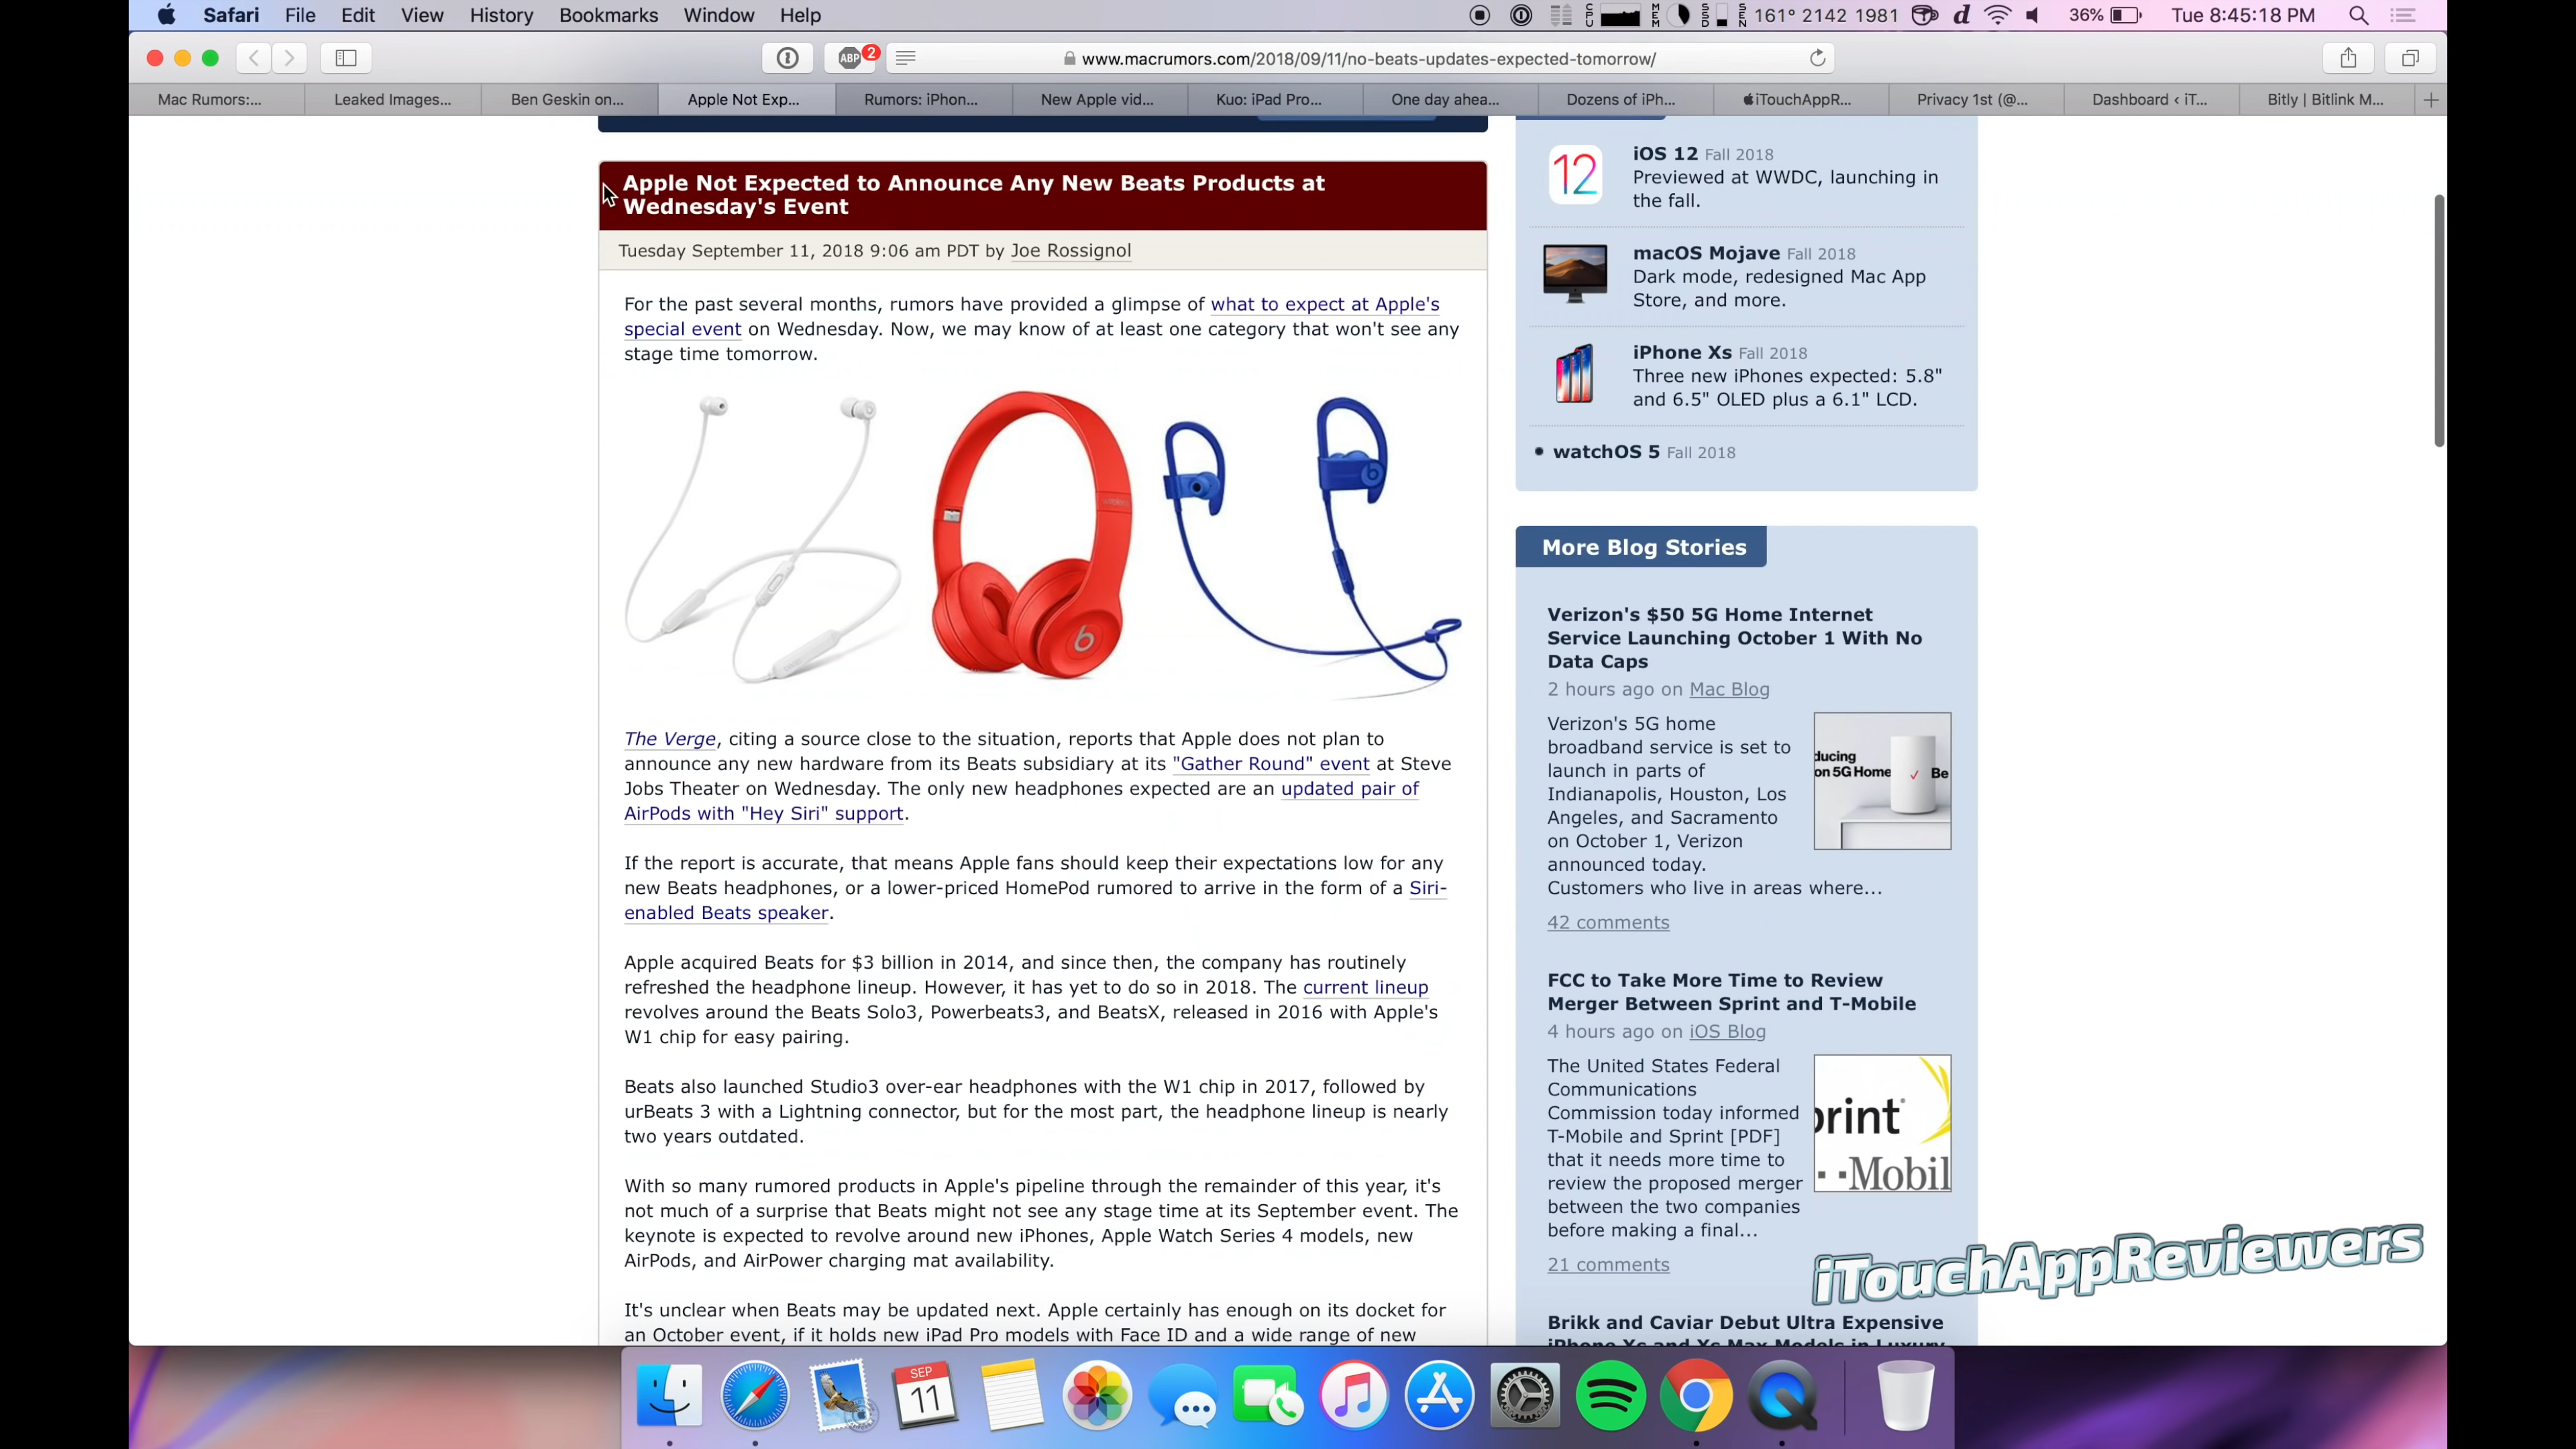 Safari File Edit View History Bookmarks Window Help
CPU MEM SSD SEN 161° 2142 1981 36% Tue 8:45:18 PM
ABP 2 www.macrumors.com/2018/09/11/no-beats-updates-expected-tomorrow/
Mac Rumors:... Leaked Images... Ben Geskin on... Apple Not Exp... Rumors: iPhon... New Apple vid... Kuo: iPad Pro... One day ahea... Dozens of iPh... iTouchAppR... Privacy 1st (@... Dashboard ‹ iT... Bitly | Bitlink M...
Apple Not Expected to Announce Any New Beats Products at
Wednesday's Event
Tuesday September 11, 2018 9:06 am PDT by Joe Rossignol
For the past several months, rumors have provided a glimpse of what to expect at Apple's
special event on Wednesday. Now, we may know of at least one category that won't see any
stage time tomorrow.
The Verge, citing a source close to the situation, reports that Apple does not plan to
announce any new hardware from its Beats subsidiary at its "Gather Round" event at Steve
Jobs Theater on Wednesday. The only new headphones expected are an updated pair of
AirPods with "Hey Siri" support.
If the report is accurate, that means Apple fans should keep their expectations low for any
new Beats headphones, or a lower-priced HomePod rumored to arrive in the form of a Siri-
enabled Beats speaker.
Apple acquired Beats for $3 billion in 2014, and since then, the company has routinely
refreshed the headphone lineup. However, it has yet to do so in 2018. The current lineup
revolves around the Beats Solo3, Powerbeats3, and BeatsX, released in 2016 with Apple's
W1 chip for easy pairing.
Beats also launched Studio3 over-ear headphones with the W1 chip in 2017, followed by
urBeats 3 with a Lightning connector, but for the most part, the headphone lineup is nearly
two years outdated.
With so many rumored products in Apple's pipeline through the remainder of this year, it's
not much of a surprise that Beats might not see any stage time at its September event. The
keynote is expected to revolve around new iPhones, Apple Watch Series 4 models, new
AirPods, and AirPower charging mat availability.
It's unclear when Beats may be updated next. Apple certainly has enough on its docket for
an October event, if it holds new iPad Pro models with Face ID and a wide range of new
12
iOS 12 Fall 2018
Previewed at WWDC, launching in
the fall.
macOS Mojave Fall 2018
Dark mode, redesigned Mac App
Store, and more.
iPhone Xs Fall 2018
Three new iPhones expected: 5.8"
and 6.5" OLED plus a 6.1" LCD.
watchOS 5 Fall 2018
More Blog Stories
Verizon's $50 5G Home Internet
Service Launching October 1 With No
Data Caps
2 hours ago on Mac Blog
Verizon's 5G home
broadband service is set to
launch in parts of
Indianapolis, Houston, Los
Angeles, and Sacramento
on October 1, Verizon
announced today.
Customers who live in areas where...
ducing
on 5G Home Be
42 comments
FCC to Take More Time to Review
Merger Between Sprint and T-Mobile
4 hours ago on iOS Blog
The United States Federal
Communications
Commission today informed
T-Mobile and Sprint [PDF]
that it needs more time to
review the proposed merger
between the two companies
before making a final...
print
Mobil
21 comments
Brikk and Caviar Debut Ultra Expensive
iPhone Xs and Xs Max Models in Luxury
iTouchAppReviewers
SEP
11